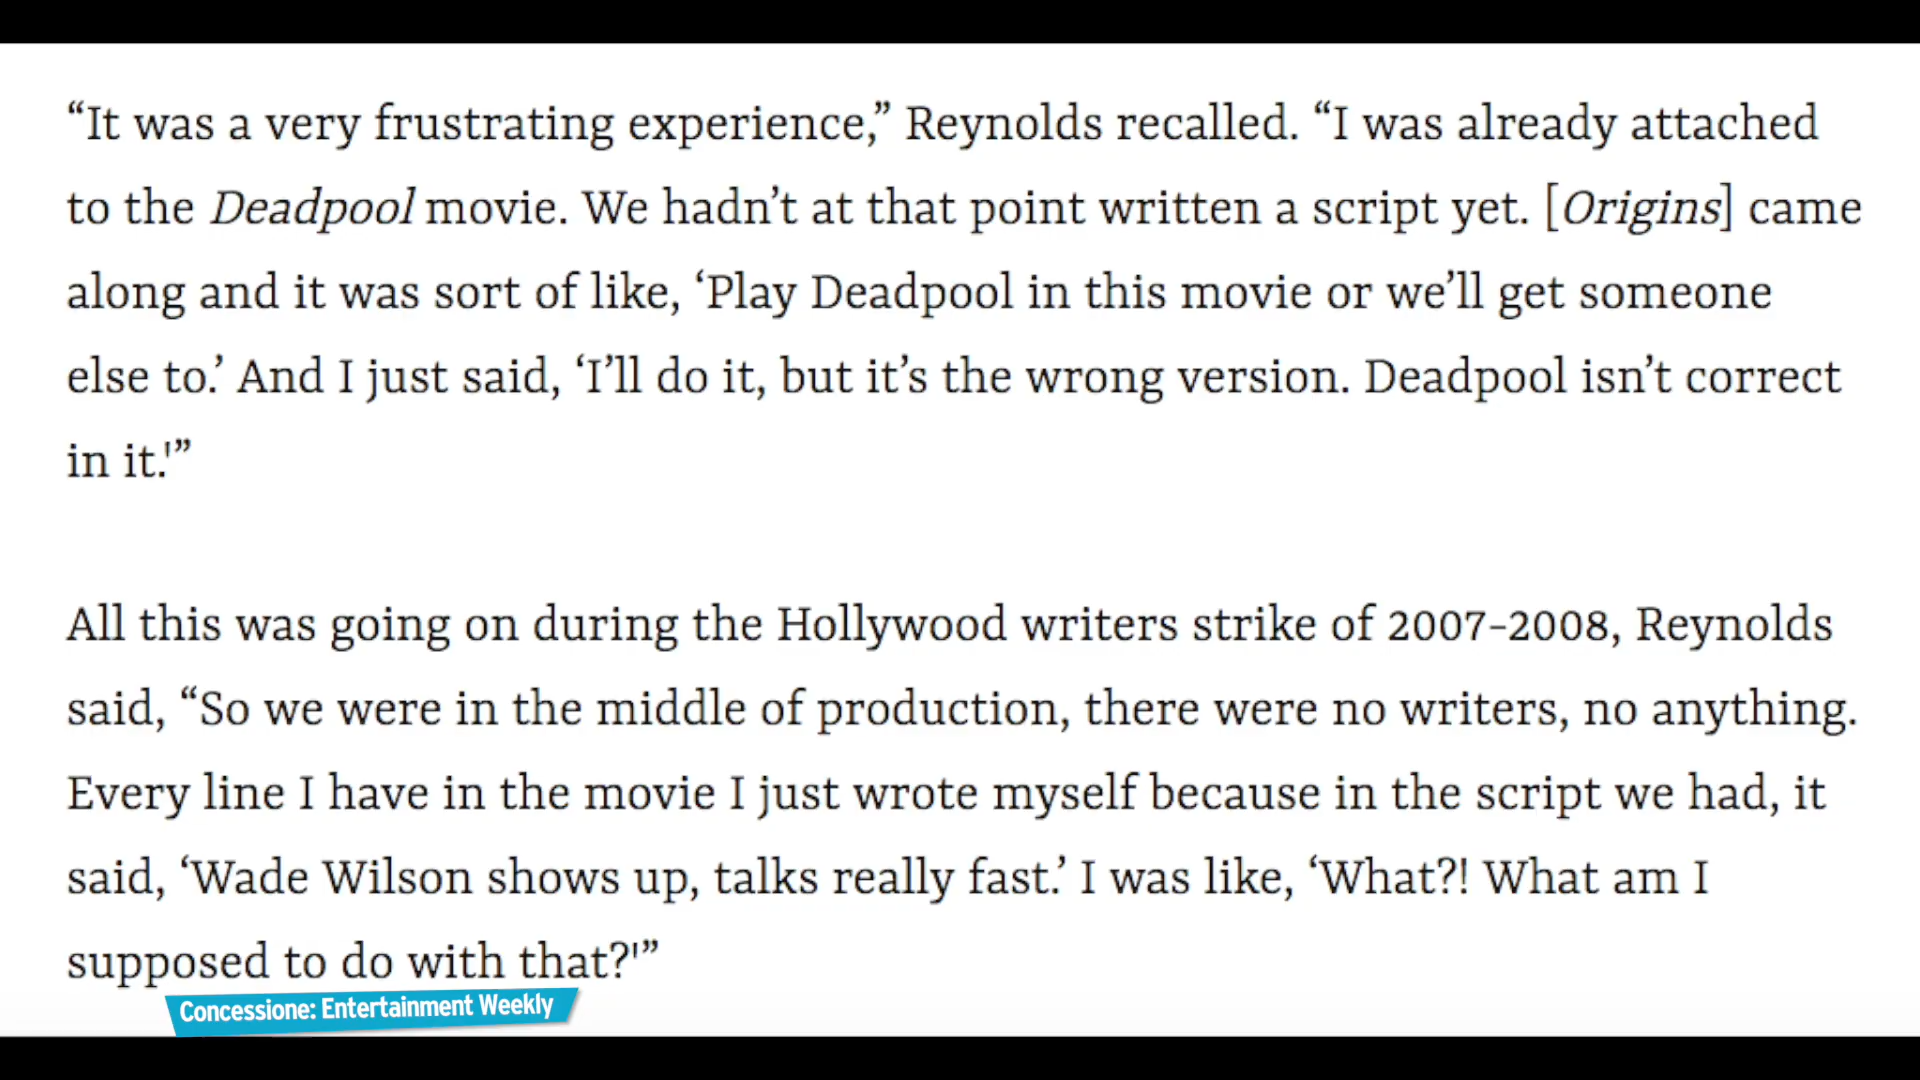 “It was a very frustrating experience,” Reynolds recalled. “I was already attached
to the Deadpool movie. We hadn’t at that point written a script yet. [Origins] came
along and it was sort of like, ‘Play Deadpool in this movie or we’ll get someone
else to.’ And I just said, ‘I’ll do it, but it’s the wrong version. Deadpool isn’t correct
in it.'”
All this was going on during the Hollywood writers strike of 2007–2008, Reynolds
said, “So we were in the middle of production, there were no writers, no anything.
Every line I have in the movie I just wrote myself because in the script we had, it
said, ‘Wade Wilson shows up, talks really fast.’ I was like, ‘What?! What am I
supposed to do with that?'”
Concessione: Entertainment Weekly